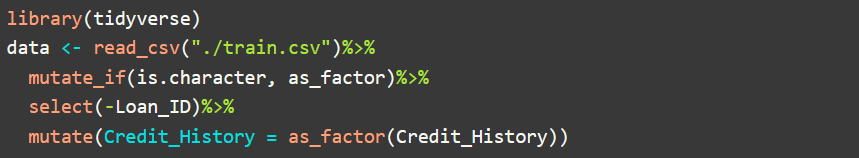 library(tidyverse)
data <- read_csv("./train.csv")%>%
  mutate_if(is.character, as_factor)%>%
  select(-Loan_ID)%>%
  mutate(Credit_History = as_factor(Credit_History))